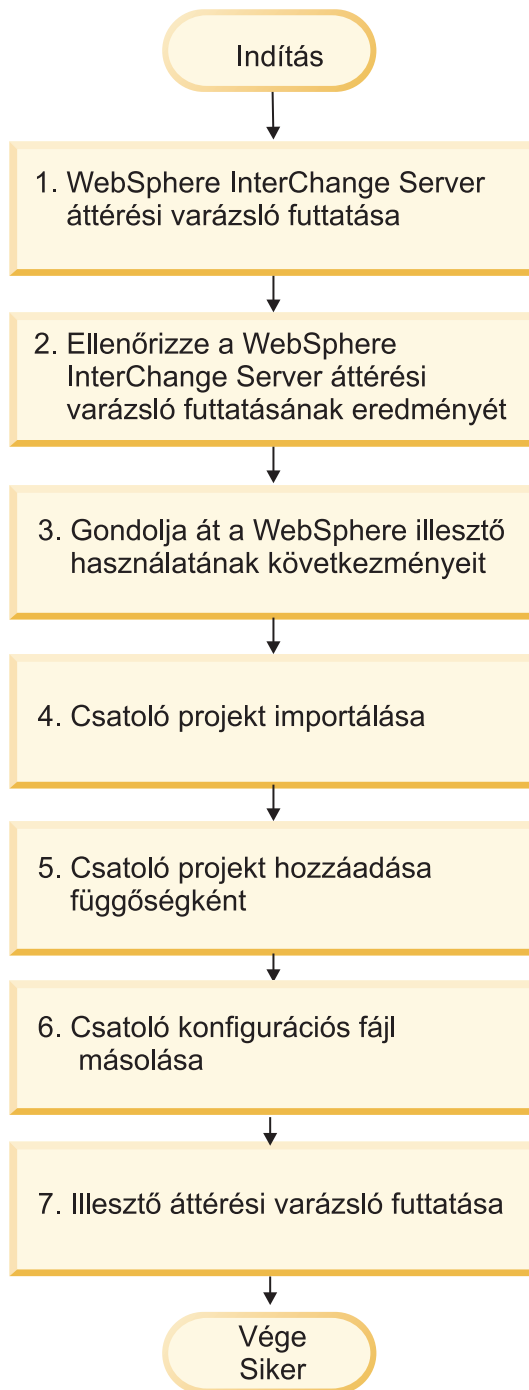 Indítás
1. WebSphere InterChange Server
áttérési varázsló futtatása
2. Ellenőrizze a WebSphere
InterChange Server áttérési
varázsló futtatásának eredményét
3. Gondolja át a WebSphere illesztő
használatának következményeit
4. Csatoló projekt importálása
5. Csatoló projekt hozzáadása
függőségként
6. Csatoló konfigurációs fájl
másolása
7. Illesztő áttérési varázsló futtatása
Vége
Siker